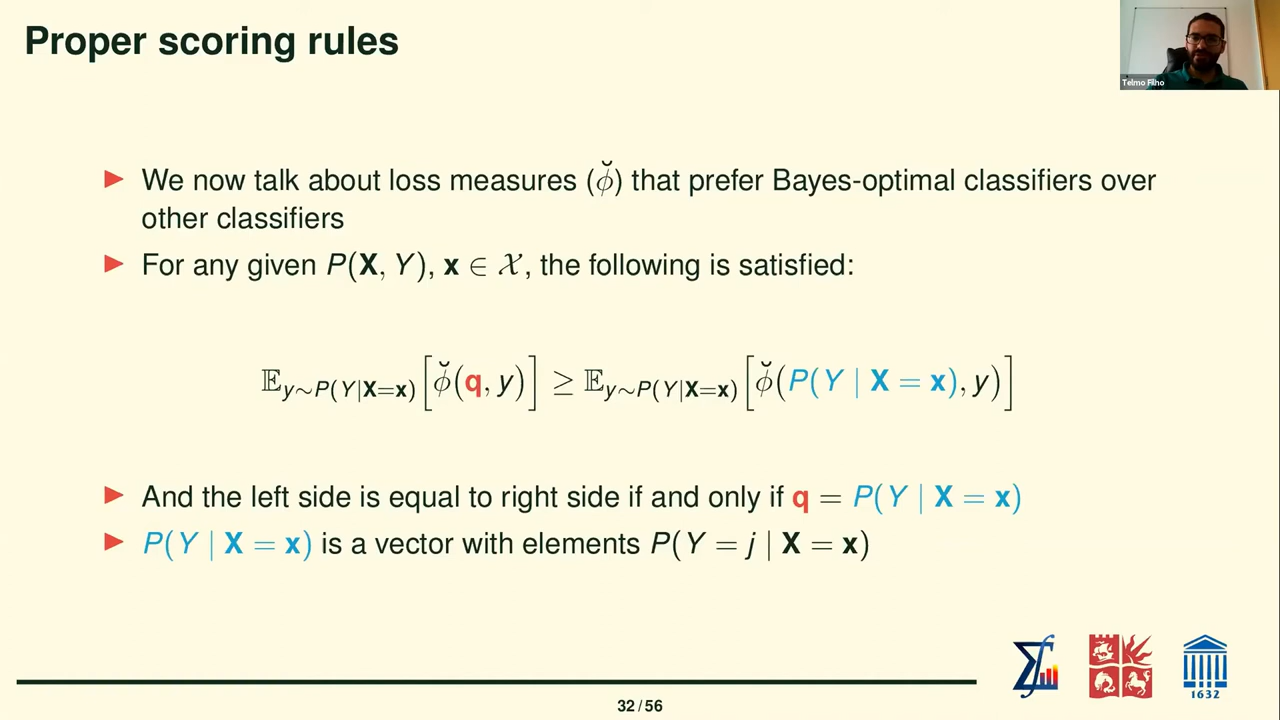 Proper scoring rules
Telmo Filho
▶ We now talk about loss measures (φ̆) that prefer Bayes-optimal classifiers over
other classifiers
▶ For any given P(X, Y), x ∈ 𝒳, the following is satisfied:
𝔼_{y∼P(Y|X=x)}[φ̆(q, y)] ≥ 𝔼_{y∼P(Y|X=x)}[φ̆(P(Y | X = x), y)]
▶ And the left side is equal to right side if and only if q = P(Y | X = x)
▶ P(Y | X = x) is a vector with elements P(Y = j | X = x)
1632
32 / 56